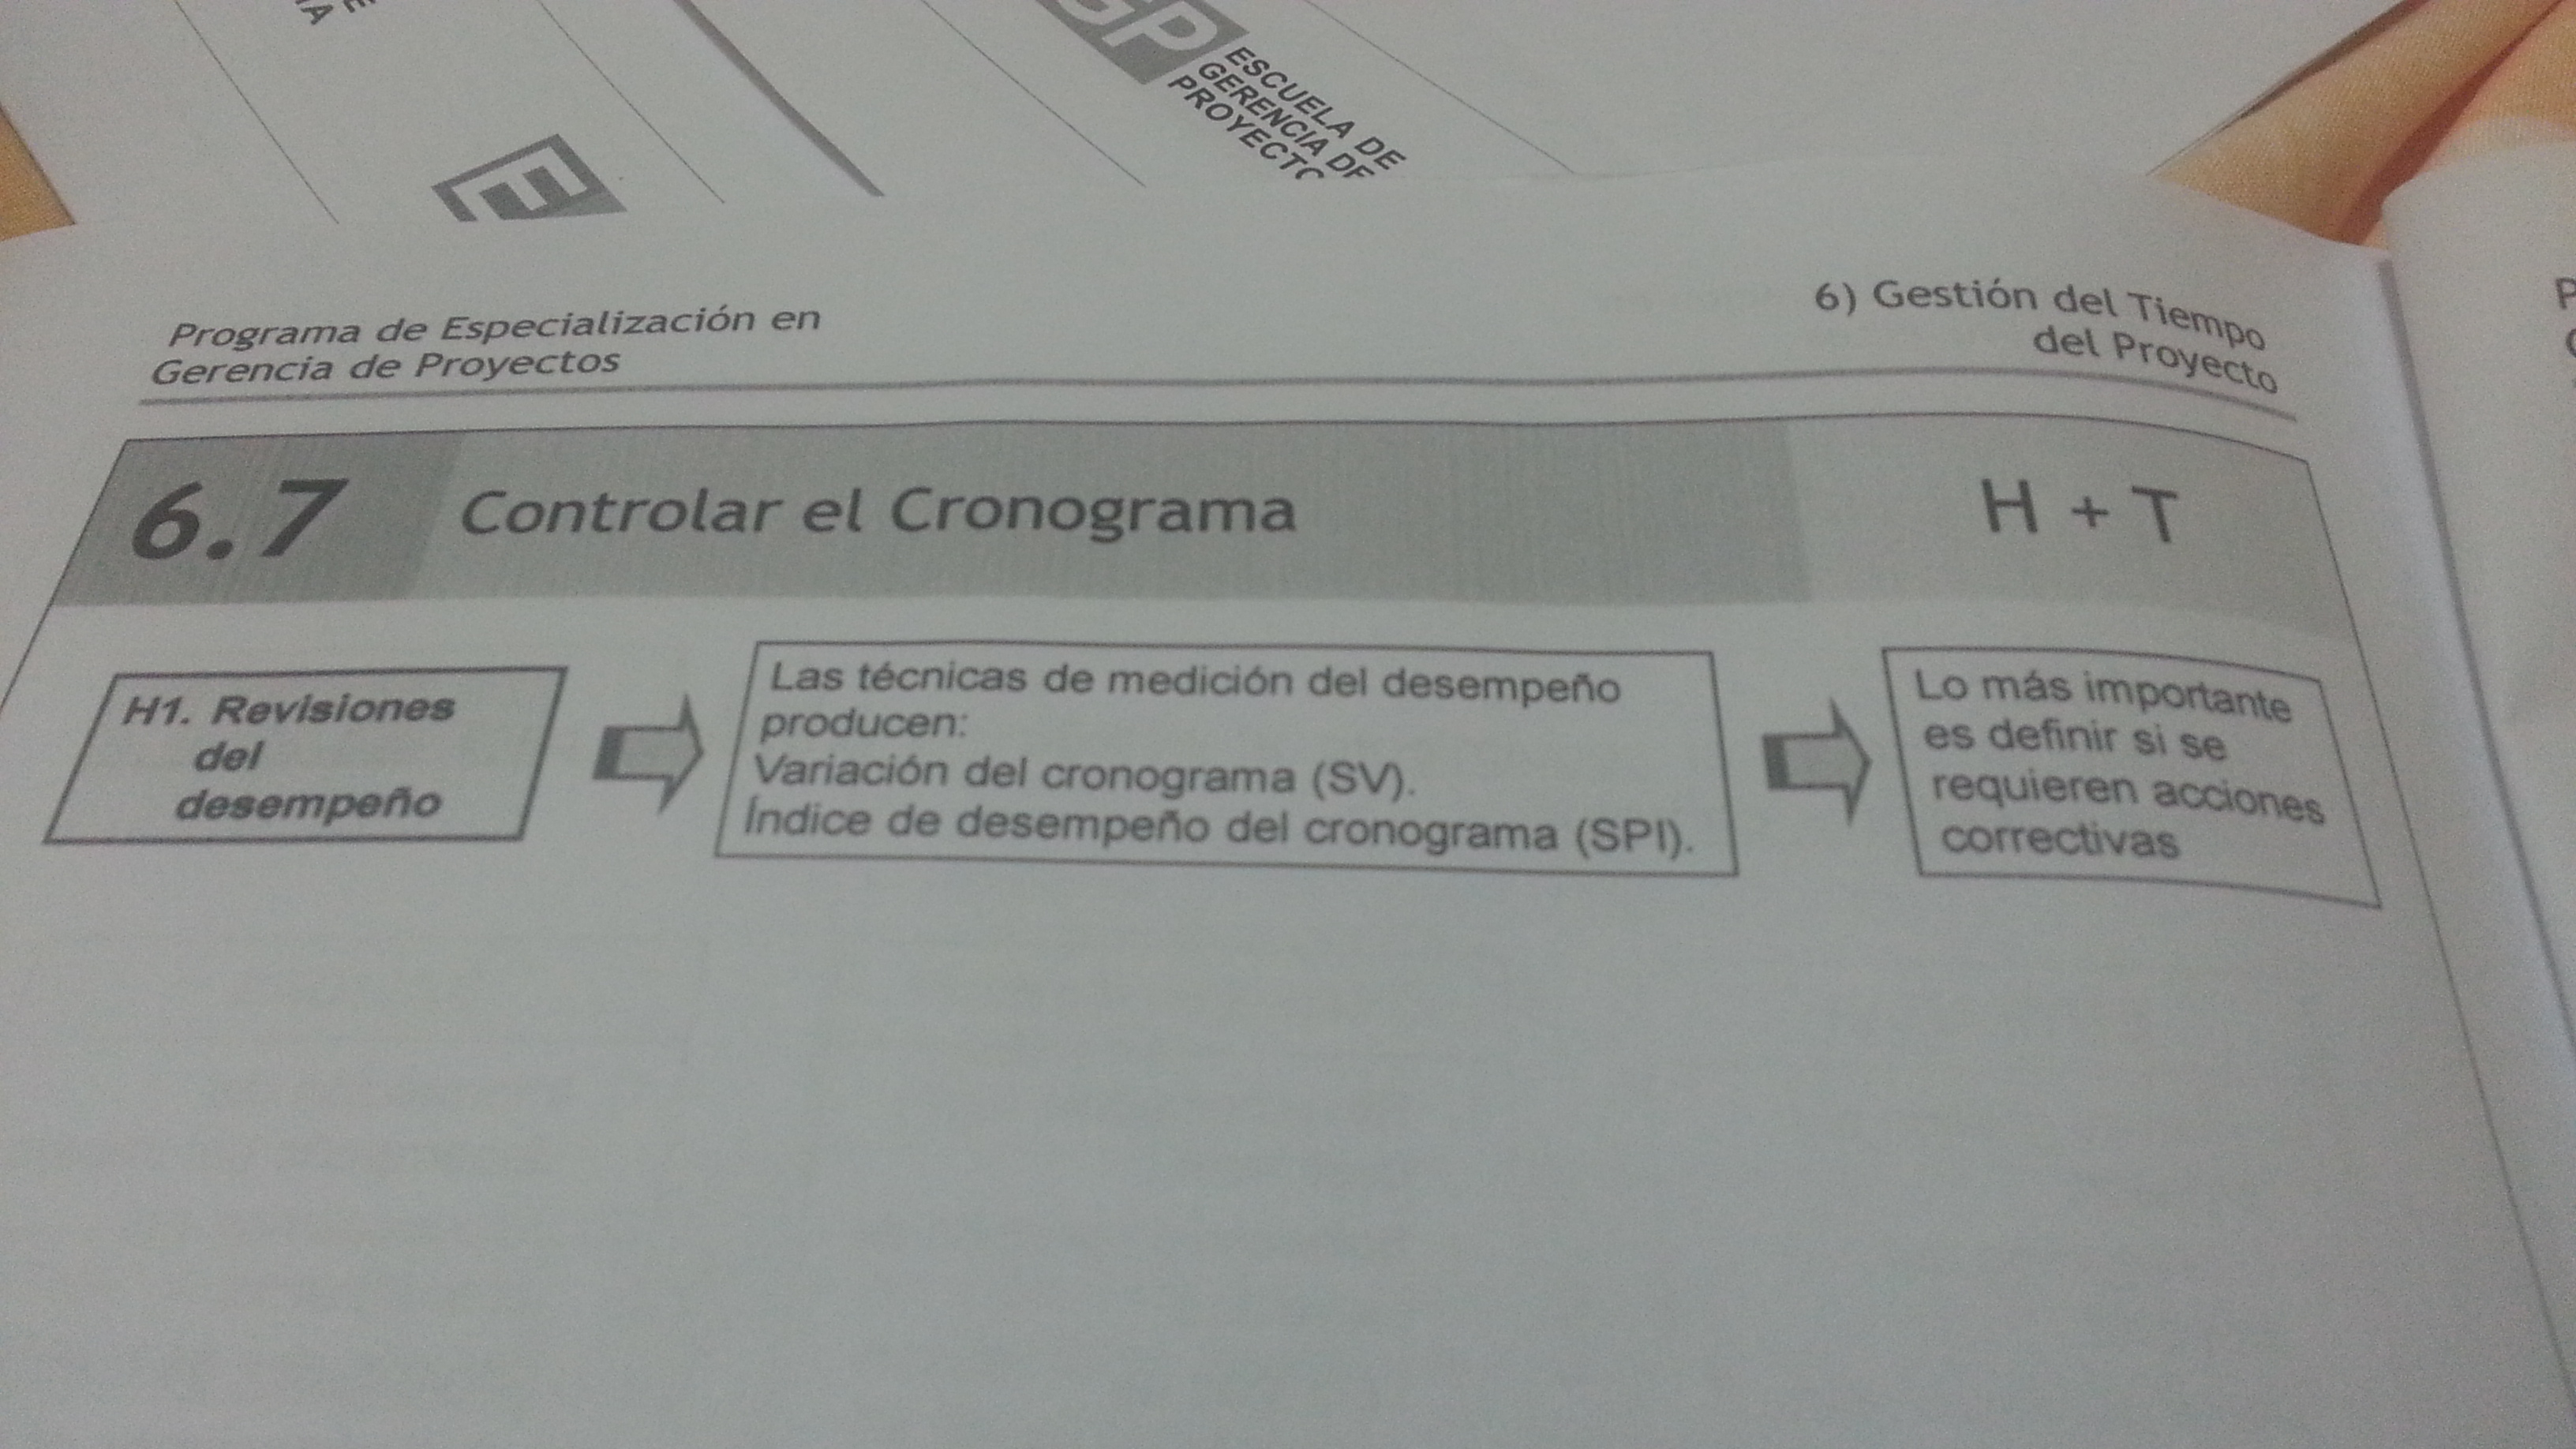 ESCUELA DE
GERENCIA DE
Programa de Especialización en
Gerencia de Proyectos
6) Gestión del Tiempo
del Proyecto
6.7
Controlar el Cronograma
H + T
H1. Revisiones
del
desempeño
Las técnicas de medición del desempeño
producen:
Variación del cronograma (SV).
Índice de desempeño del cronograma (SPI).
Lo más importante
es definir si se
requieren acciones
correctivas